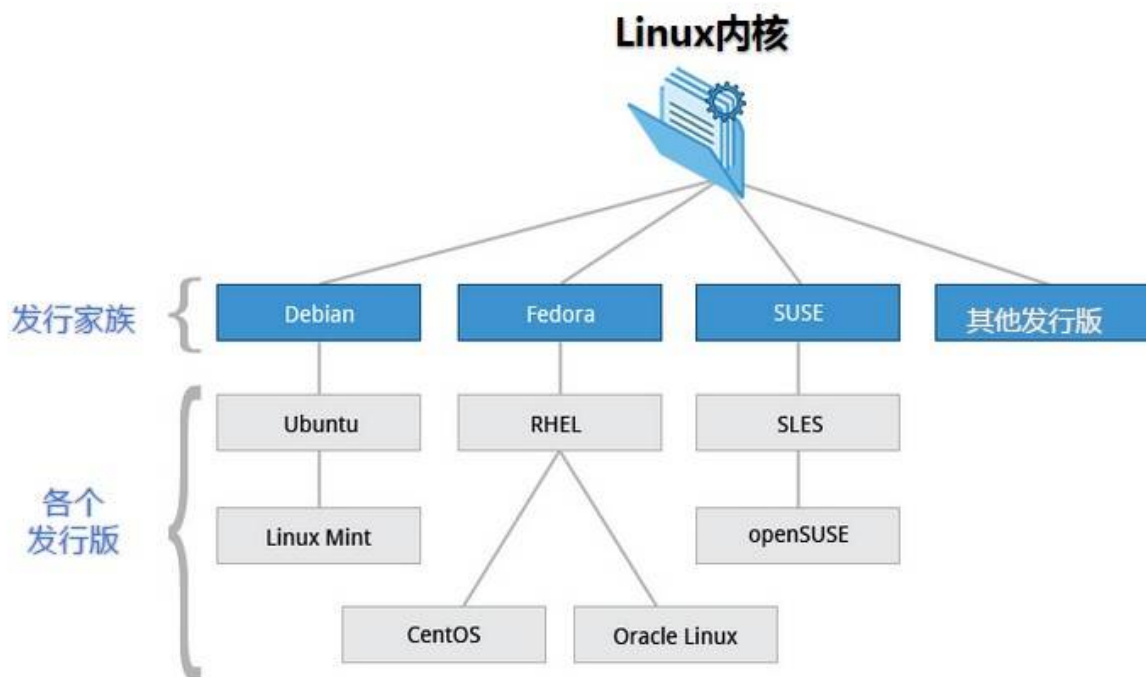 Linux内核
发行家族
Debian
Fedora
SUSE
其他发行版
各个
发行版
Ubuntu
RHEL
SLES
Linux Mint
openSUSE
CentOS
Oracle Linux